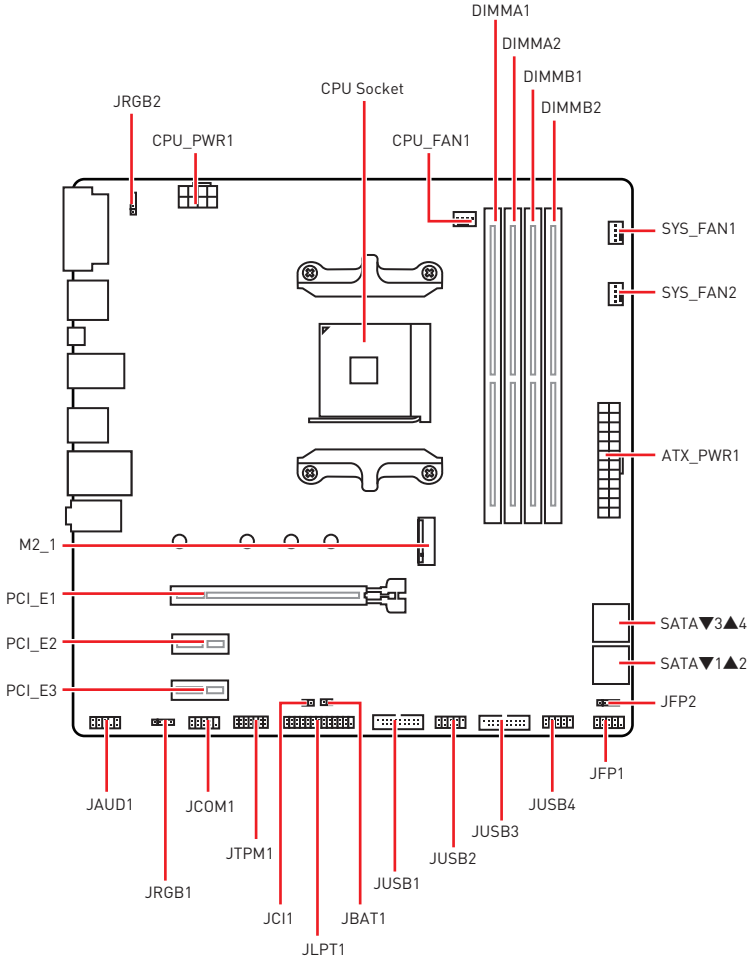 DIMMA1
DIMMA2
DIMMB1
DIMMB2
CPU Socket
JRGB2
CPU_PWR1
CPU_FAN1
SYS_FAN1
SYS_FAN2
ATX_PWR1
M2_1
PCI_E1
PCI_E2
PCI_E3
SATA▼3▲4
SATA▼1▲2
JFP2
JFP1
JAUD1
JCOM1
JUSB4
JUSB3
JTPM1
JUSB2
JUSB1
JRGB1
JCI1
JBAT1
JLPT1